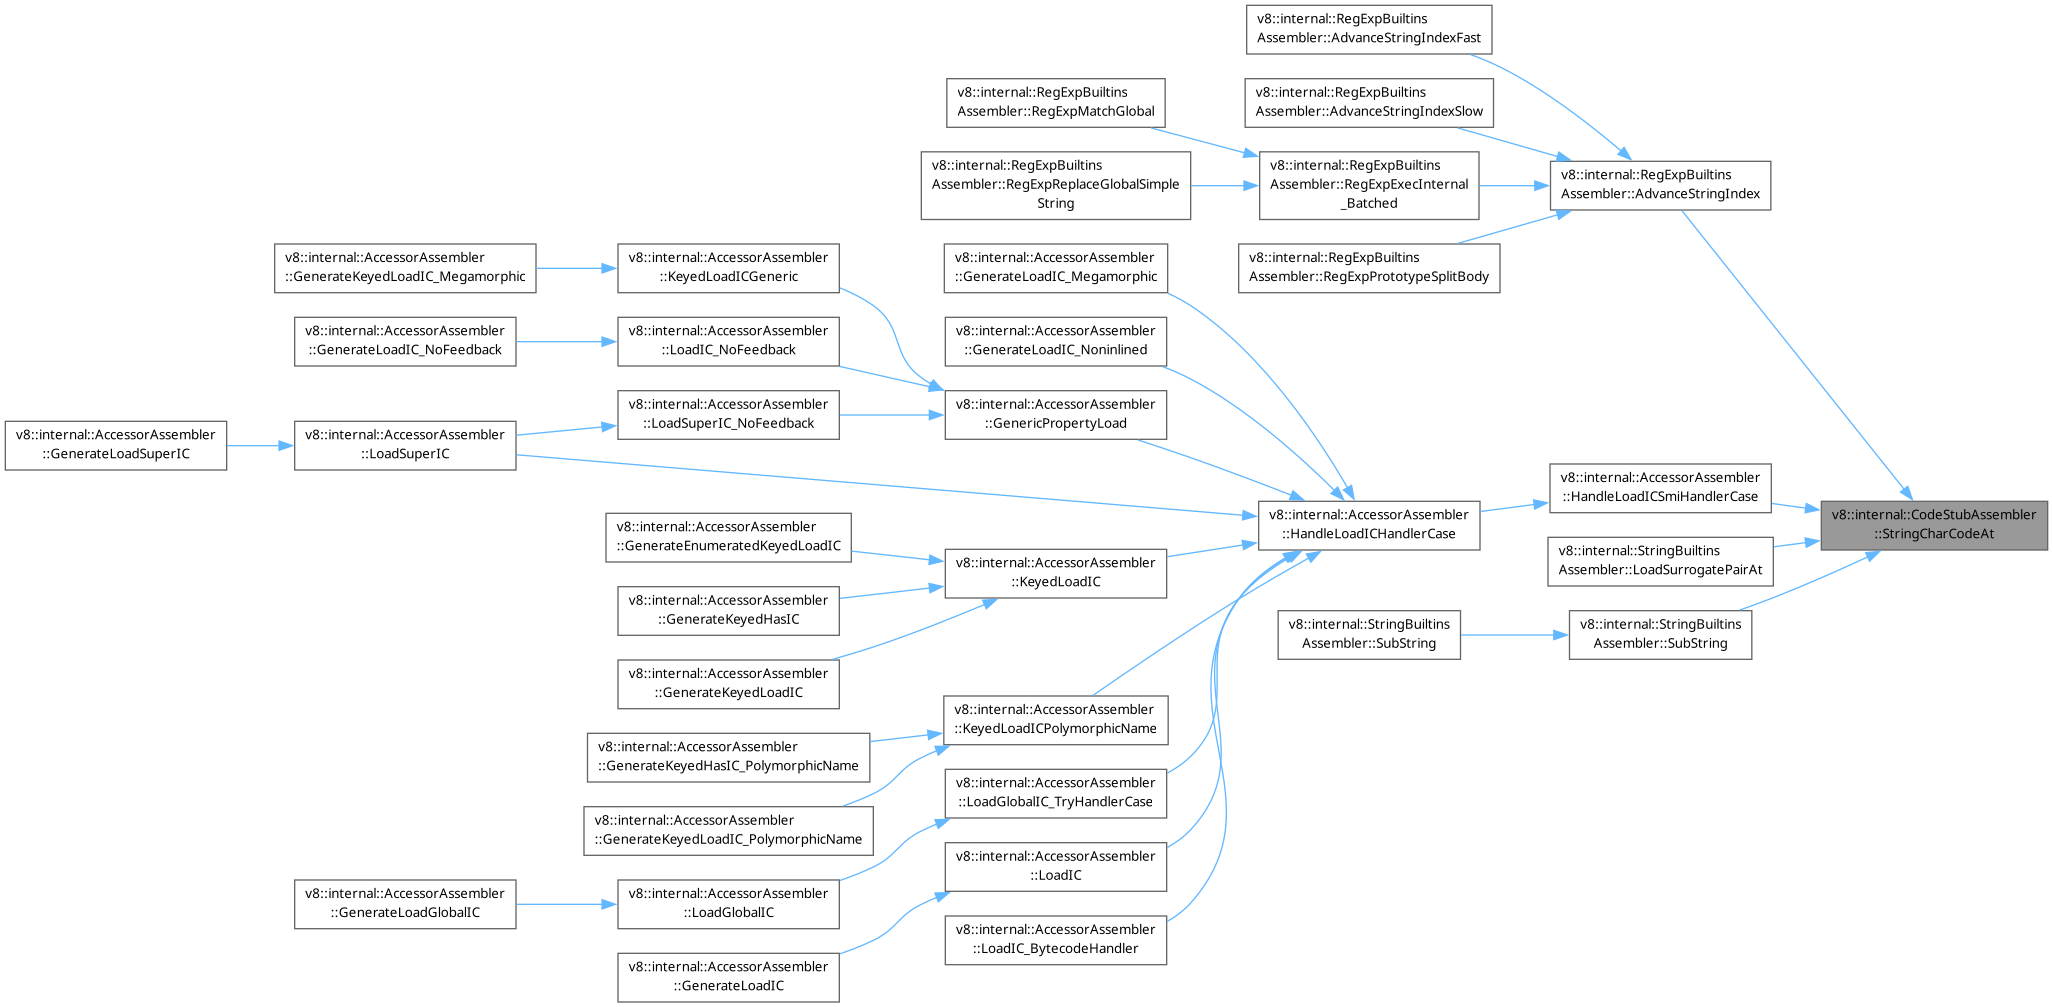 v8::internal::RegExpBuiltins
Assembler::AdvanceStringIndexFast
v8::internal::RegExpBuiltins
Assembler::RegExpMatchGlobal
v8::internal::RegExpBuiltins
Assembler::AdvanceStringIndexSlow
v8::internal::RegExpBuiltins
Assembler::RegExpReplaceGlobalSimple
String
v8::internal::RegExpBuiltins
Assembler::RegExpExecInternal
_Batched
v8::internal::RegExpBuiltins
Assembler::AdvanceStringIndex
v8::internal::AccessorAssembler
::GenerateKeyedLoadIC_Megamorphic
v8::internal::AccessorAssembler
::KeyedLoadICGeneric
v8::internal::AccessorAssembler
::GenerateLoadIC_Megamorphic
v8::internal::RegExpBuiltins
Assembler::RegExpPrototypeSplitBody
v8::internal::AccessorAssembler
::GenerateLoadIC_NoFeedback
v8::internal::AccessorAssembler
::LoadIC_NoFeedback
v8::internal::AccessorAssembler
::GenerateLoadIC_Noninlined
v8::internal::AccessorAssembler
::GenerateLoadSuperIC
v8::internal::AccessorAssembler
::LoadSuperIC
v8::internal::AccessorAssembler
::LoadSuperIC_NoFeedback
v8::internal::AccessorAssembler
::GenericPropertyLoad
v8::internal::AccessorAssembler
::HandleLoadICSmiHandlerCase
v8::internal::AccessorAssembler
::GenerateEnumeratedKeyedLoadIC
v8::internal::AccessorAssembler
::HandleLoadICHandlerCase
v8::internal::CodeStubAssembler
::StringCharCodeAt
v8::internal::AccessorAssembler
::KeyedLoadIC
v8::internal::StringBuiltins
Assembler::LoadSurrogatePairAt
v8::internal::AccessorAssembler
::GenerateKeyedHasIC
v8::internal::StringBuiltins
Assembler::SubString
v8::internal::StringBuiltins
Assembler::SubString
v8::internal::AccessorAssembler
::GenerateKeyedLoadIC
v8::internal::AccessorAssembler
::KeyedLoadICPolymorphicName
v8::internal::AccessorAssembler
::GenerateKeyedHasIC_PolymorphicName
v8::internal::AccessorAssembler
::LoadGlobalIC_TryHandlerCase
v8::internal::AccessorAssembler
::GenerateKeyedLoadIC_PolymorphicName
v8::internal::AccessorAssembler
::LoadIC
v8::internal::AccessorAssembler
::GenerateLoadGlobalIC
v8::internal::AccessorAssembler
::LoadGlobalIC
v8::internal::AccessorAssembler
::LoadIC_BytecodeHandler
v8::internal::AccessorAssembler
::GenerateLoadIC